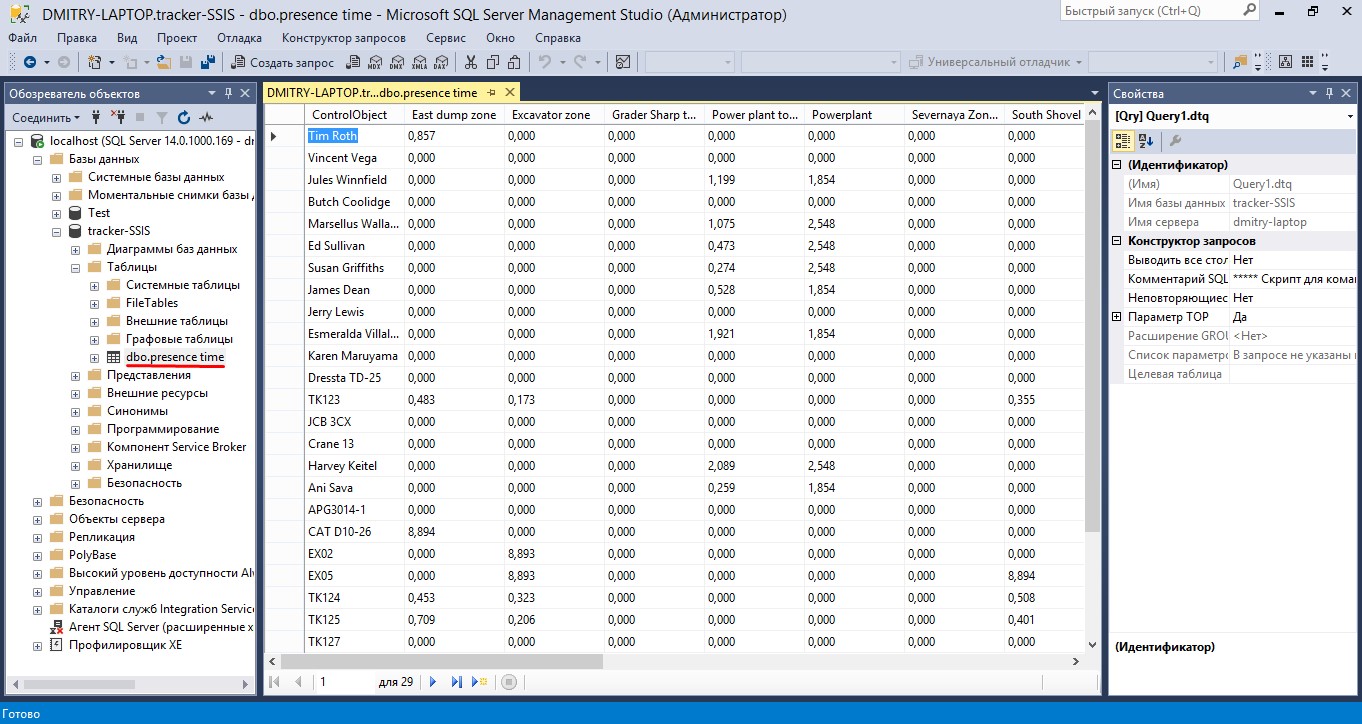 DMITRY-LAPTOP.tracker-SSIS - dbo.presence time - Microsoft SQL Server Management Studio (Администратор)
Быстрый запуск (Ctrl+Q)
Файл Правка Вид Проект Отладка Конструктор запросов Сервис Окно Справка
Создать запрос MDX DMX XMLA DAX Универсальный отладчик
Обозреватель объектов
Соединить
localhost (SQL Server 14.0.1000.169 - dr
Базы данных
Системные базы данных
Моментальные снимки базы д
Test
tracker-SSIS
Диаграммы баз данных
Таблицы
Системные таблицы
FileTables
Внешние таблицы
Графовые таблицы
dbo.presence time
Представления
Внешние ресурсы
Синонимы
Программирование
Компонент Service Broker
Хранилище
Безопасность
Безопасность
Объекты сервера
Репликация
PolyBase
Высокий уровень доступности Alw
Управление
Каталоги служб Integration Service
Агент SQL Server (расширенные x
Профилировщик XE
DMITRY-LAPTOP.tr...dbo.presence time
ControlObject East dump zone Excavator zone Grader Sharp t... Power plant to... Powerplant Severnaya Zon... South Shovel
Tim Roth 0,857 0,000 0,000 0,000 0,000 0,000 0,000
Vincent Vega 0,000 0,000 0,000 0,000 0,000 0,000 0,000
Jules Winnfield 0,000 0,000 0,000 1,199 1,854 0,000 0,000
Butch Coolidge 0,000 0,000 0,000 0,000 0,000 0,000 0,000
Marsellus Walla... 0,000 0,000 0,000 1,075 2,548 0,000 0,000
Ed Sullivan 0,000 0,000 0,000 0,473 2,548 0,000 0,000
Susan Griffiths 0,000 0,000 0,000 0,274 2,548 0,000 0,000
James Dean 0,000 0,000 0,000 0,528 1,854 0,000 0,000
Jerry Lewis 0,000 0,000 0,000 0,000 0,000 0,000 0,000
Esmeralda Villal... 0,000 0,000 0,000 1,921 1,854 0,000 0,000
Karen Maruyama 0,000 0,000 0,000 0,000 0,000 0,000 0,000
Dressta TD-25 0,000 0,000 0,000 0,000 0,000 0,000 0,000
TK123 0,483 0,173 0,000 0,000 0,000 0,000 0,355
JCB 3CX 0,000 0,000 0,000 0,000 0,000 0,000 0,000
Crane 13 0,000 0,000 0,000 0,000 0,000 0,000 0,000
Harvey Keitel 0,000 0,000 0,000 2,089 2,548 0,000 0,000
Ani Sava 0,000 0,000 0,000 0,259 1,854 0,000 0,000
APG3014-1 0,000 0,000 0,000 0,000 0,000 0,000 0,000
CAT D10-26 8,894 0,000 0,000 0,000 0,000 0,000 0,000
EX02 0,000 8,893 0,000 0,000 0,000 0,000 0,000
EX05 0,000 8,893 0,000 0,000 0,000 0,000 8,894
TK124 0,453 0,323 0,000 0,000 0,000 0,000 0,508
TK125 0,709 0,206 0,000 0,000 0,000 0,000 0,401
TK127 0,000 0,000 0,000 0,000 0,000 0,000 0,000
1 для 29
Свойства
[Qry] Query1.dtq
(Идентификатор)
(Имя) Query1.dtq
Имя базы данных tracker-SSIS
Имя сервера dmitry-laptop
Конструктор запросов
Выводить все стол Нет
Комментарий SQL ***** Скрипт для кома
Неповторяющиес Нет
Параметр TOP Да
Расширение GROU <Нет>
Список параметро В запросе не указаны п
Целевая таблица
(Идентификатор)
Готово